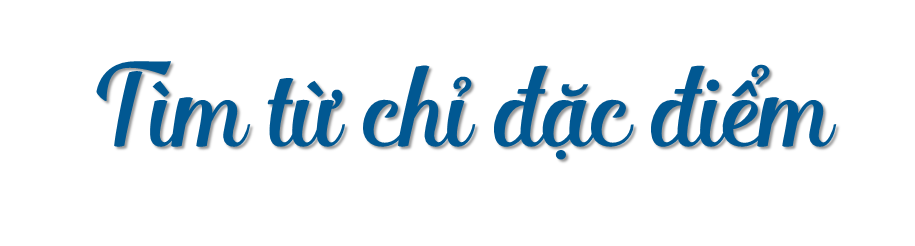 Tìm từ chỉ đặc điểm